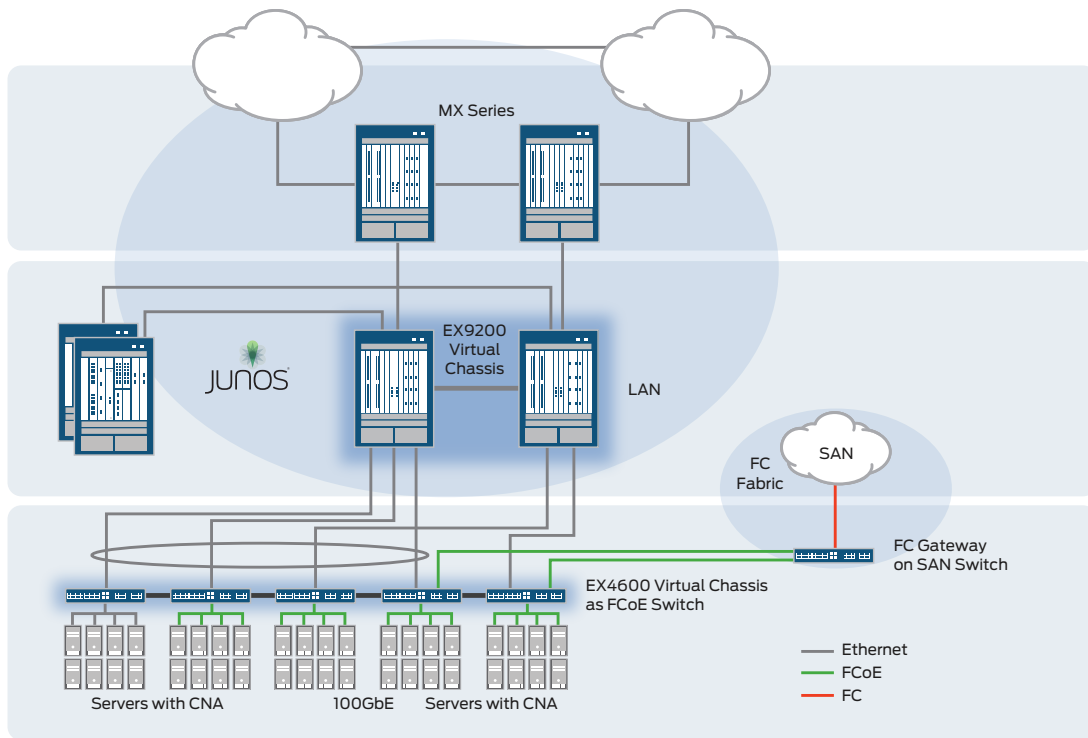 MX Series
EX9200
Virtual
Chassis
JUNOS
LAN
SAN
FC
Fabric
FC Gateway
on SAN Switch
EX4600 Virtual Chassis
as FCoE Switch
Servers with CNA
100GbE
Servers with CNA
Ethernet
FCoE
FC